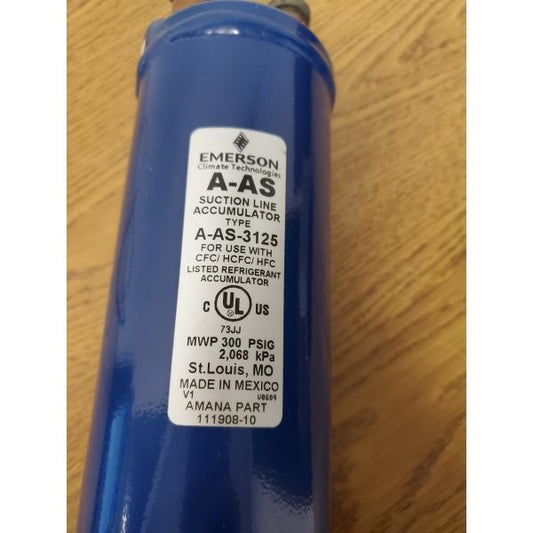 EMERSON
Climate Technologies
A-AS
SUCTION LINE
ACCUMULATOR
TYPE
A-AS-3125
FOR USE WITH
CFC/ HCFC/ HFC
LISTED REFRIGERANT
ACCUMULATOR
C UL US
73JJ
MWP 300 PSIG
2,068 kPa
St.Louis, MO
MADE IN MEXICO
V1 U0609
AMANA PART
111908-10